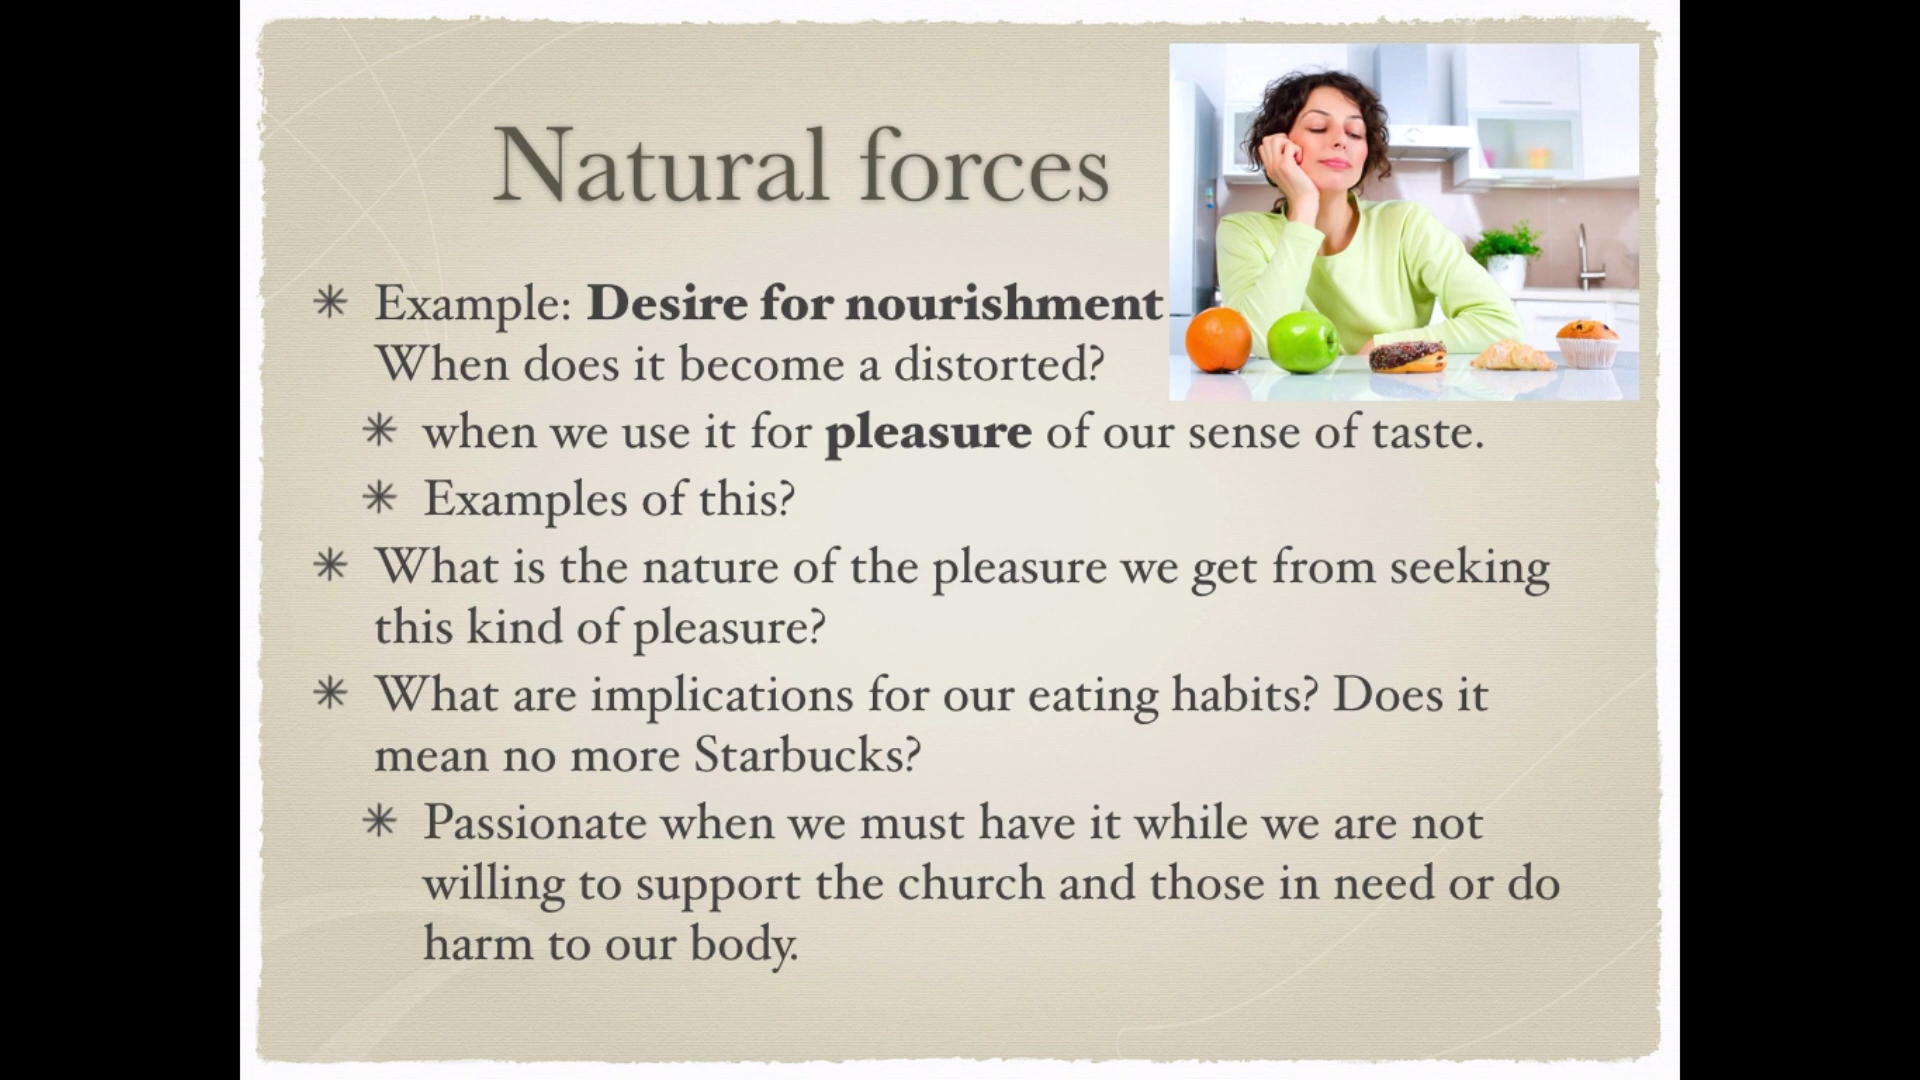 Natural forces
Example: Desire for nourishment
When does it become a distorted?
when we use it for pleasure of our sense of taste.
Examples of this?
What is the nature of the pleasure we get from seeking
this kind of pleasure?
What are implications for our eating habits? Does it
mean no more Starbucks?
Passionate when we must have it while we are not
willing to support the church and those in need or do
harm to our body.